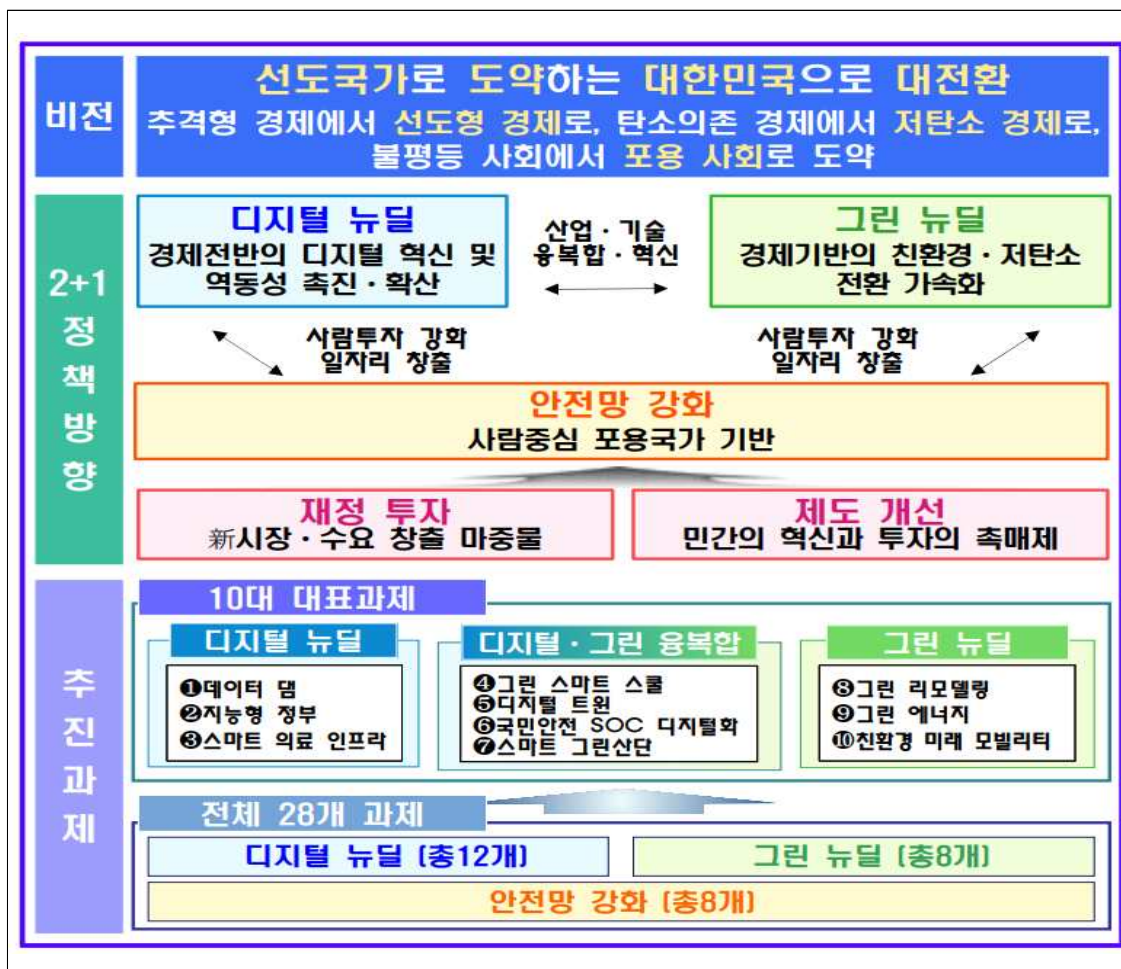 비전
선도국가로 도약하는 대한민국으로 대전환
추격형 경제에서 선도형 경제로, 탄소의존 경제에서 저탄소 경제로,
불평등 사회에서 포용 사회로 도약
2+1
정
책
방
향
디지털 뉴딜
경제전반의 디지털 혁신 및
역동성 촉진·확산
산업·기술
융복합·혁신
그린 뉴딜
경제기반의 친환경·저탄소
전환 가속화
사람투자 강화
일자리 창출
사람투자 강화
일자리 창출
안전망 강화
사람중심 포용국가 기반
재정 투자
新시장·수요 창출 마중물
제도 개선
민간의 혁신과 투자의 촉매제
추
진
과
제
10대 대표과제
디지털 뉴딜
❶데이터 댐
❷지능형 정부
❸스마트 의료 인프라
디지털·그린 융복합
❹그린 스마트 스쿨
❺디지털 트윈
❻국민안전 SOC 디지털화
❼스마트 그린산단
그린 뉴딜
❽그린 리모델링
❾그린 에너지
❿친환경 미래 모빌리티
전체 28개 과제
디지털 뉴딜 (총12개)
그린 뉴딜 (총8개)
안전망 강화 (총8개)